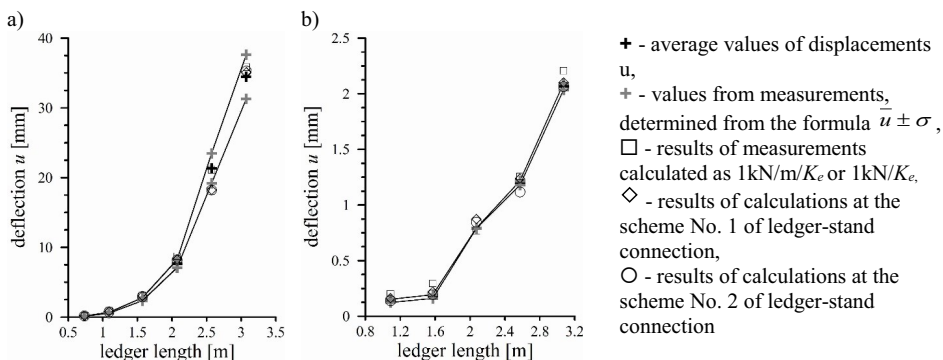 a)
40
30
20
10
0
deflection u [mm]
0.5 1 1.5 2 2.5 3 3.5
ledger length [m]
b)
2.5
2
1.5
1
0.5
0
deflection u [mm]
0.8 1.2 1.6 2 2.4 2.8 3.2
ledger length [m]
+ - average values of displacements
u,
+ - values from measurements,
determined from the formula u̅ ± σ ,
□ - results of measurements
calculated as 1kN/m/Kₑ or 1kN/Kₑ,
◇ - results of calculations at the
scheme No. 1 of ledger-stand
connection,
○ - results of calculations at the
scheme No. 2 of ledger-stand
connection